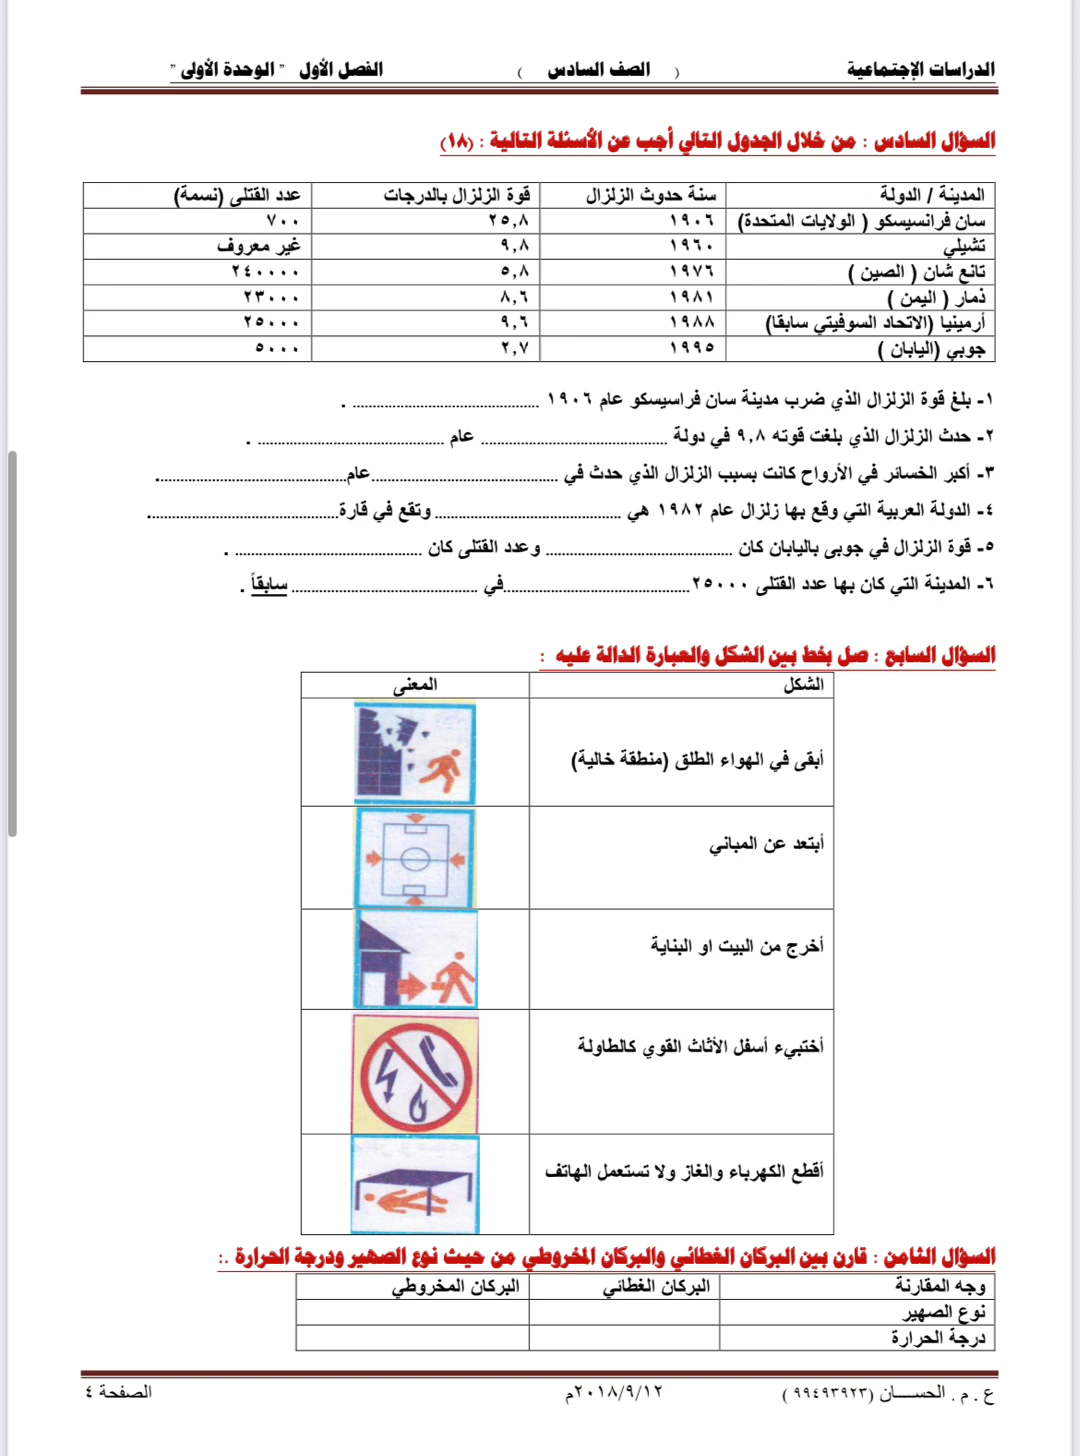 الدراسات الإجتماعية ( الصف السادس ) الفصل الأول " الوحدة الأولى "
السؤال السادس : من خلال الجدول التالي أجب عن الأسئلة التالية : (١٨)
المدينة / الدولة سنة حدوث الزلزال قوة الزلزال بالدرجات عدد القتلى (نسمة)
سان فرانسيسكو ( الولايات المتحدة) ١٩٠٦ ٢٥,٨ ٧٠٠
تشيلي ١٩٦٠ ٩,٨ غير معروف
تانع شان ( الصين ) ١٩٧٦ ٥,٨ ٢٤٠٠٠٠
ذمار ( اليمن ) ١٩٨١ ٨,٦ ٢٣٠٠٠
أرمينيا (الاتحاد السوفيتي سابقا) ١٩٨٨ ٩,٦ ٢٥٠٠٠
جوبي (اليابان ) ١٩٩٥ ٢,٧ ٥٠٠٠
١- بلغ قوة الزلزال الذي ضرب مدينة سان فراسيسكو عام ١٩٠٦ ........................................ .
٢- حدث الزلزال الذي بلغت قوته ٩,٨ في دولة ........................................ عام ........................................ .
٣- أكبر الخسائر في الأرواح كانت بسبب الزلزال الذي حدث في ........................................عام........................................
٤- الدولة العربية التي وقع بها زلزال عام ١٩٨٢ هي ........................................ وتقع في قارة........................................
٥- قوة الزلزال في جوبى باليابان كان ........................................ وعدد القتلى كان ........................................ .
٦- المدينة التي كان بها عدد القتلى ٢٥٠٠٠........................................في ........................................ سابقاً .
السؤال السابع : صل بخط بين الشكل والعبارة الدالة عليه :
الشكل المعنى
أبقى في الهواء الطلق (منطقة خالية)
أبتعد عن المباني
أخرج من البيت او البناية
أختبيء أسفل الأثاث القوي كالطاولة
أقطع الكهرباء والغاز ولا تستعمل الهاتف
السؤال الثامن : قارن بين البركان الغطائي والبركان المخروطي من حيث نوع الصهير ودرجة الحرارة .:
وجه المقارنة البركان الغطائي البركان المخروطي
نوع الصهير
درجة الحرارة
ع . م . الحســـان (٩٩٤٩٣٩٢٣ ) ٢٠١٨/٩/١٢م الصفحة ٤